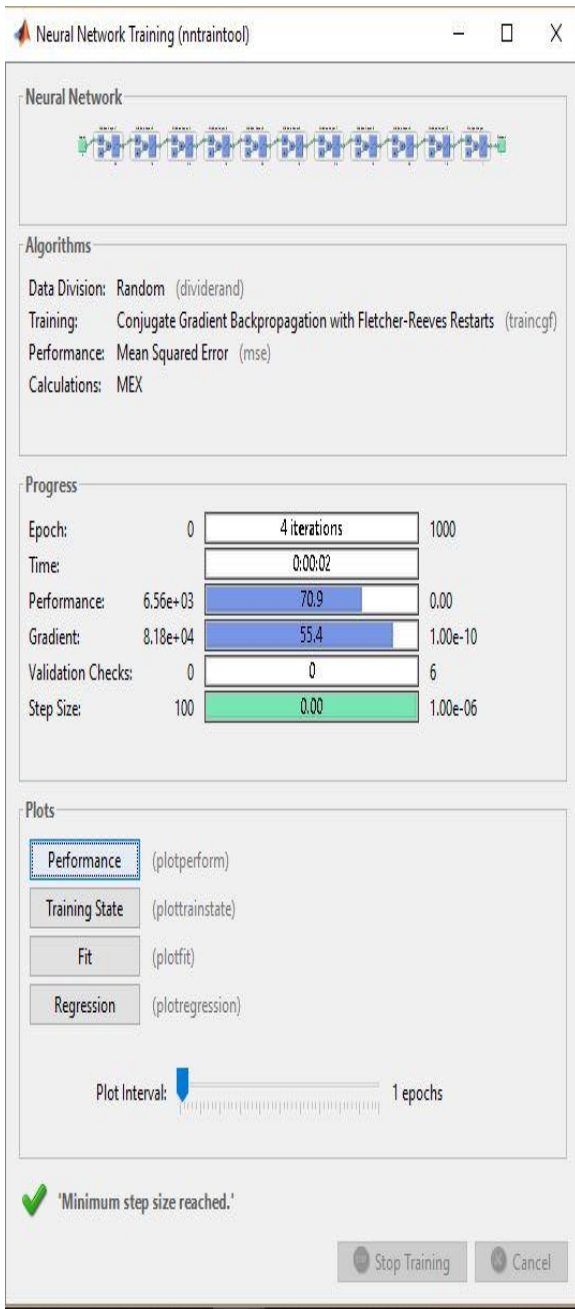 Neural Network Training (nntraintool)
Neural Network
Algorithms
Data Division: Random (dividerand)
Training: Conjugate Gradient Backpropagation with Fletcher-Reeves Restarts (traincgf)
Performance: Mean Squared Error (mse)
Calculations: MEX
Progress
Epoch: 0 4 iterations 1000
Time: 0:00:02
Performance: 6.56e+03 70.9 0.00
Gradient: 8.18e+04 55.4 1.00e-10
Validation Checks: 0 0 6
Step Size: 100 0.00 1.00e-06
Plots
Performance (plotperform)
Training State (plottrainstate)
Fit (plotfit)
Regression (plotregression)
Plot Interval: 1 epochs
'Minimum step size reached.'
Stop Training Cancel